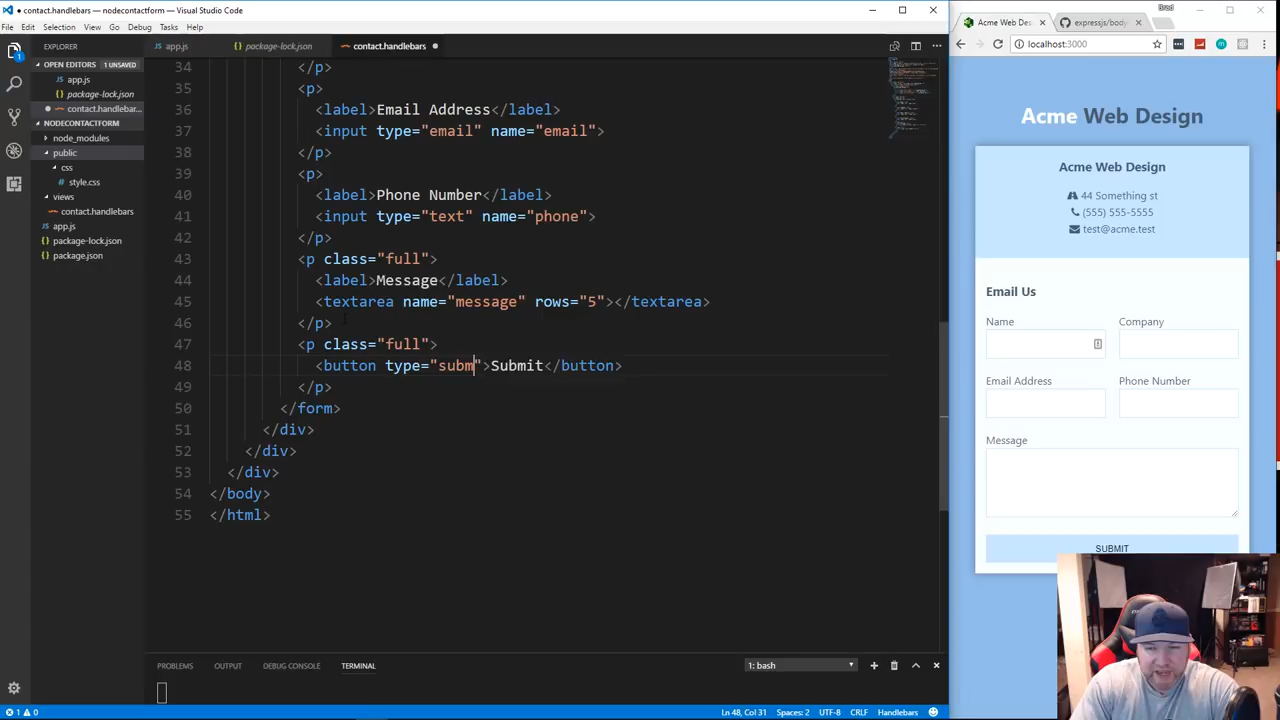 contact.handlebars - nodecontactform - Visual Studio Code
File Edit Selection View Go Debug Tasks Help
EXPLORER
OPEN EDITORS 1 UNSAVED
app.js
package-lock.json
contact.handlebar...
NODECONTACTFORM
node_modules
public
css
style.css
views
contact.handlebars
app.js
package-lock.json
package.json
app.js package-lock.json contact.handlebars
34 </p>
35 <p>
36 <label>Email Address</label>
37 <input type="email" name="email">
38 </p>
39 <p>
40 <label>Phone Number</label>
41 <input type="text" name="phone">
42 </p>
43 <p class="full">
44 <label>Message</label>
45 <textarea name="message" rows="5"></textarea>
46 </p>
47 <p class="full">
48 <button type="subm">Submit</button>
49 </p>
50 </form>
51 </div>
52 </div>
53 </div>
54 </body>
55 </html>
PROBLEMS OUTPUT DEBUG CONSOLE TERMINAL 1: bash
1 0 Ln 48, Col 31 Spaces: 2 UTF-8 CRLF Handlebars
Brad
Acme Web Des expressjs/body
localhost:3000
Acme Web Design
Acme Web Design
44 Something st
(555) 555-5555
test@acme.test
Email Us
Name Company
Email Address Phone Number
Message
SUBMIT